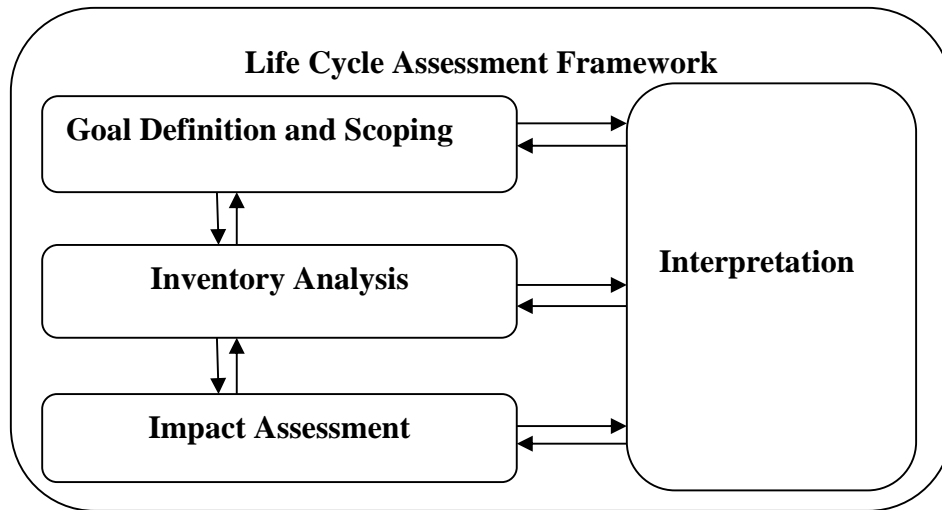 Life Cycle Assessment Framework
Goal Definition and Scoping
Inventory Analysis
Interpretation
Impact Assessment